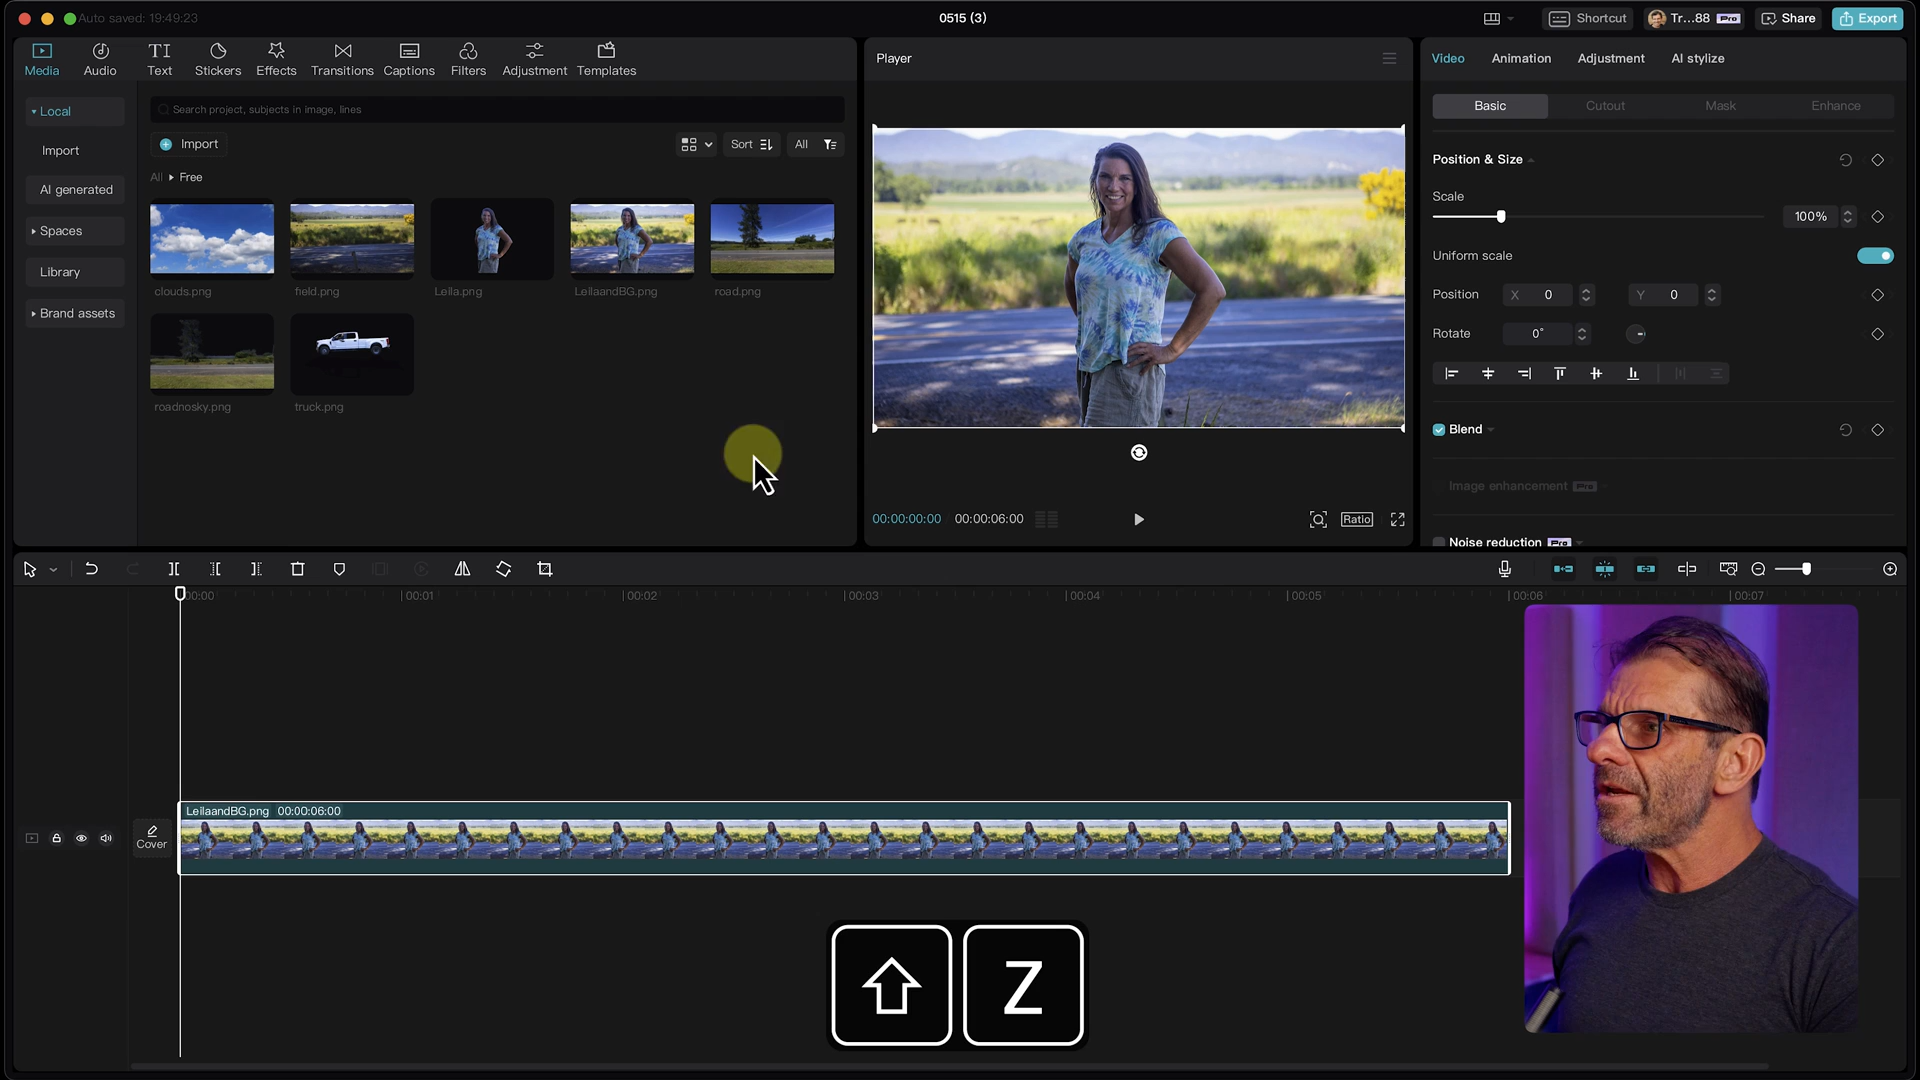 Auto saved: 19:49:23
0515 (3)
Shortcut
Tr...88 Pro
Share
Export
Media
Audio
TI
Text
Stickers
Effects
Transitions
Captions
Filters
Adjustment
Templates
Local
Import
AI generated
Spaces
Library
Brand assets
Search project, subjects in image, lines
Import
Sort
All
All Free
clouds.png
field.png
Leila.png
LeilaandBG.png
road.png
roadnosky.png
truck.png
Player
00:00:00:00 00:00:06:00
Ratio
Video
Animation
Adjustment
AI stylize
Basic
Cutout
Mask
Enhance
Position & Size
Scale
100%
Uniform scale
Position X 0 Y 0
Rotate 0°
Blend
Image enhancement Pro
Noise reduction Pro
00:00
00:01
00:02
00:03
00:04
00:05
00:06
00:07
Cover
LeilaandBG.png 00:00:06:00
Z